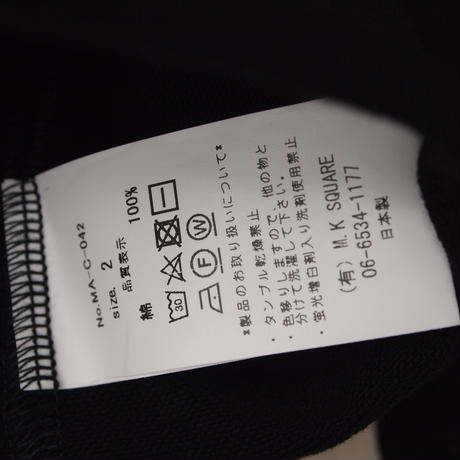 No.MA-C-042
size. 2
品質表示
綿 100%
30
F W
*製品のお取り扱いについて*
・タンブル乾燥禁止
・色移りしますので、他の物と
分けて洗濯して下さい。
・蛍光増白剤入り洗剤使用禁止
(有) M.K SQUARE
06-6534-1177
日本製